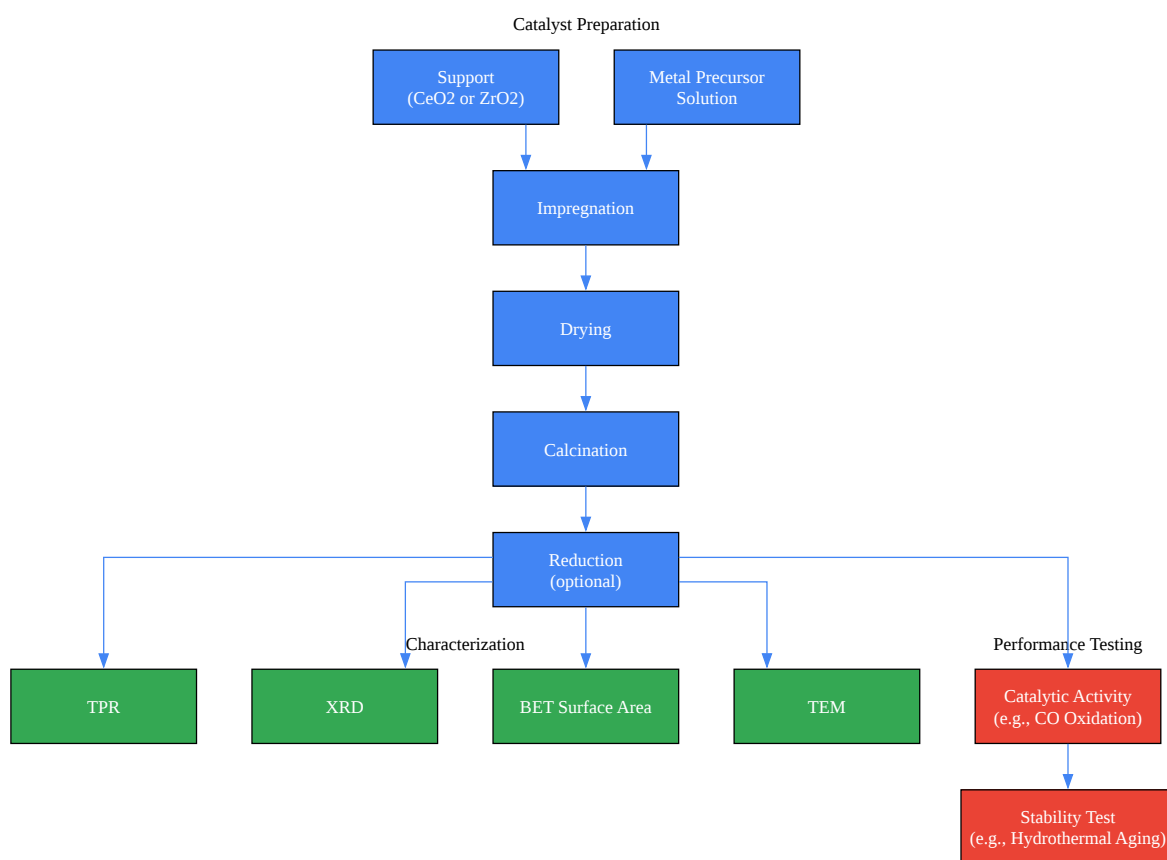 Catalyst Preparation
Support
(CeO2 or ZrO2)
Metal Precursor
Solution
Impregnation
Drying
Calcination
Reduction
(optional)
Characterization
Performance Testing
TPR
XRD
BET Surface Area
TEM
Catalytic Activity
(e.g., CO Oxidation)
Stability Test
(e.g., Hydrothermal Aging)